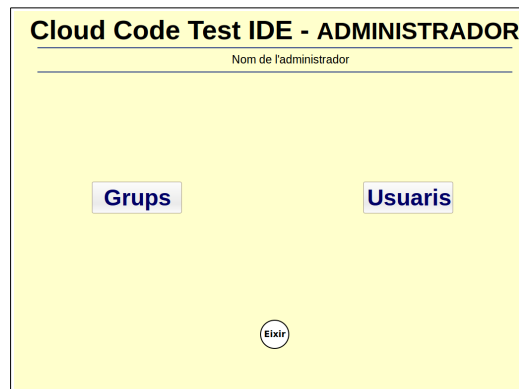 Cloud Code Test IDE - ADMINISTRADOR
Nom de l'administrador
Grups Usuaris
Eixir